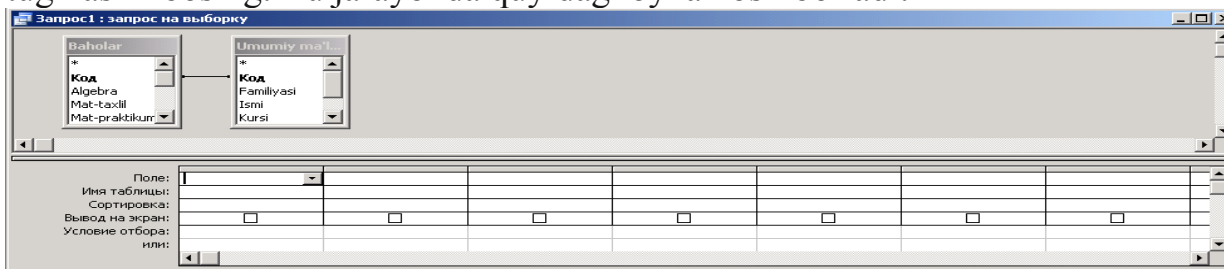 Запрос1 : запрос на выборку
Baholar
*
Код
Algebra
Mat-taxlil
Mat-praktikum
Umumiy ma'l...
*
Код
Familiyasi
Ismi
Kursi
Поле:
Имя таблицы:
Сортировка:
Вывод на экран:
Условие отбора:
или: